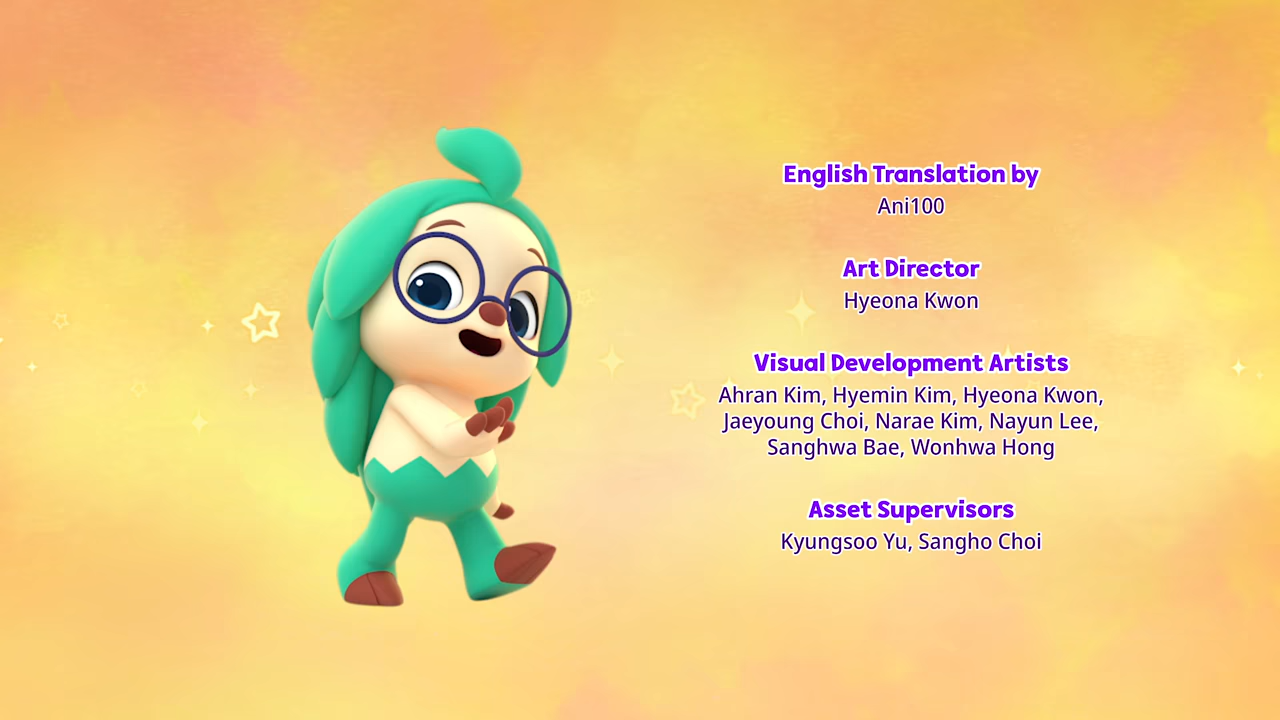 English Translation by
Ani100
Art Director
Hyeona Kwon
Visual Development Artists
Ahran Kim, Hyemin Kim, Hyeona Kwon,
Jaeyoung Choi, Narae Kim, Nayun Lee,
Sanghwa Bae, Wonhwa Hong
Asset Supervisors
Kyungsoo Yu, Sangho Choi